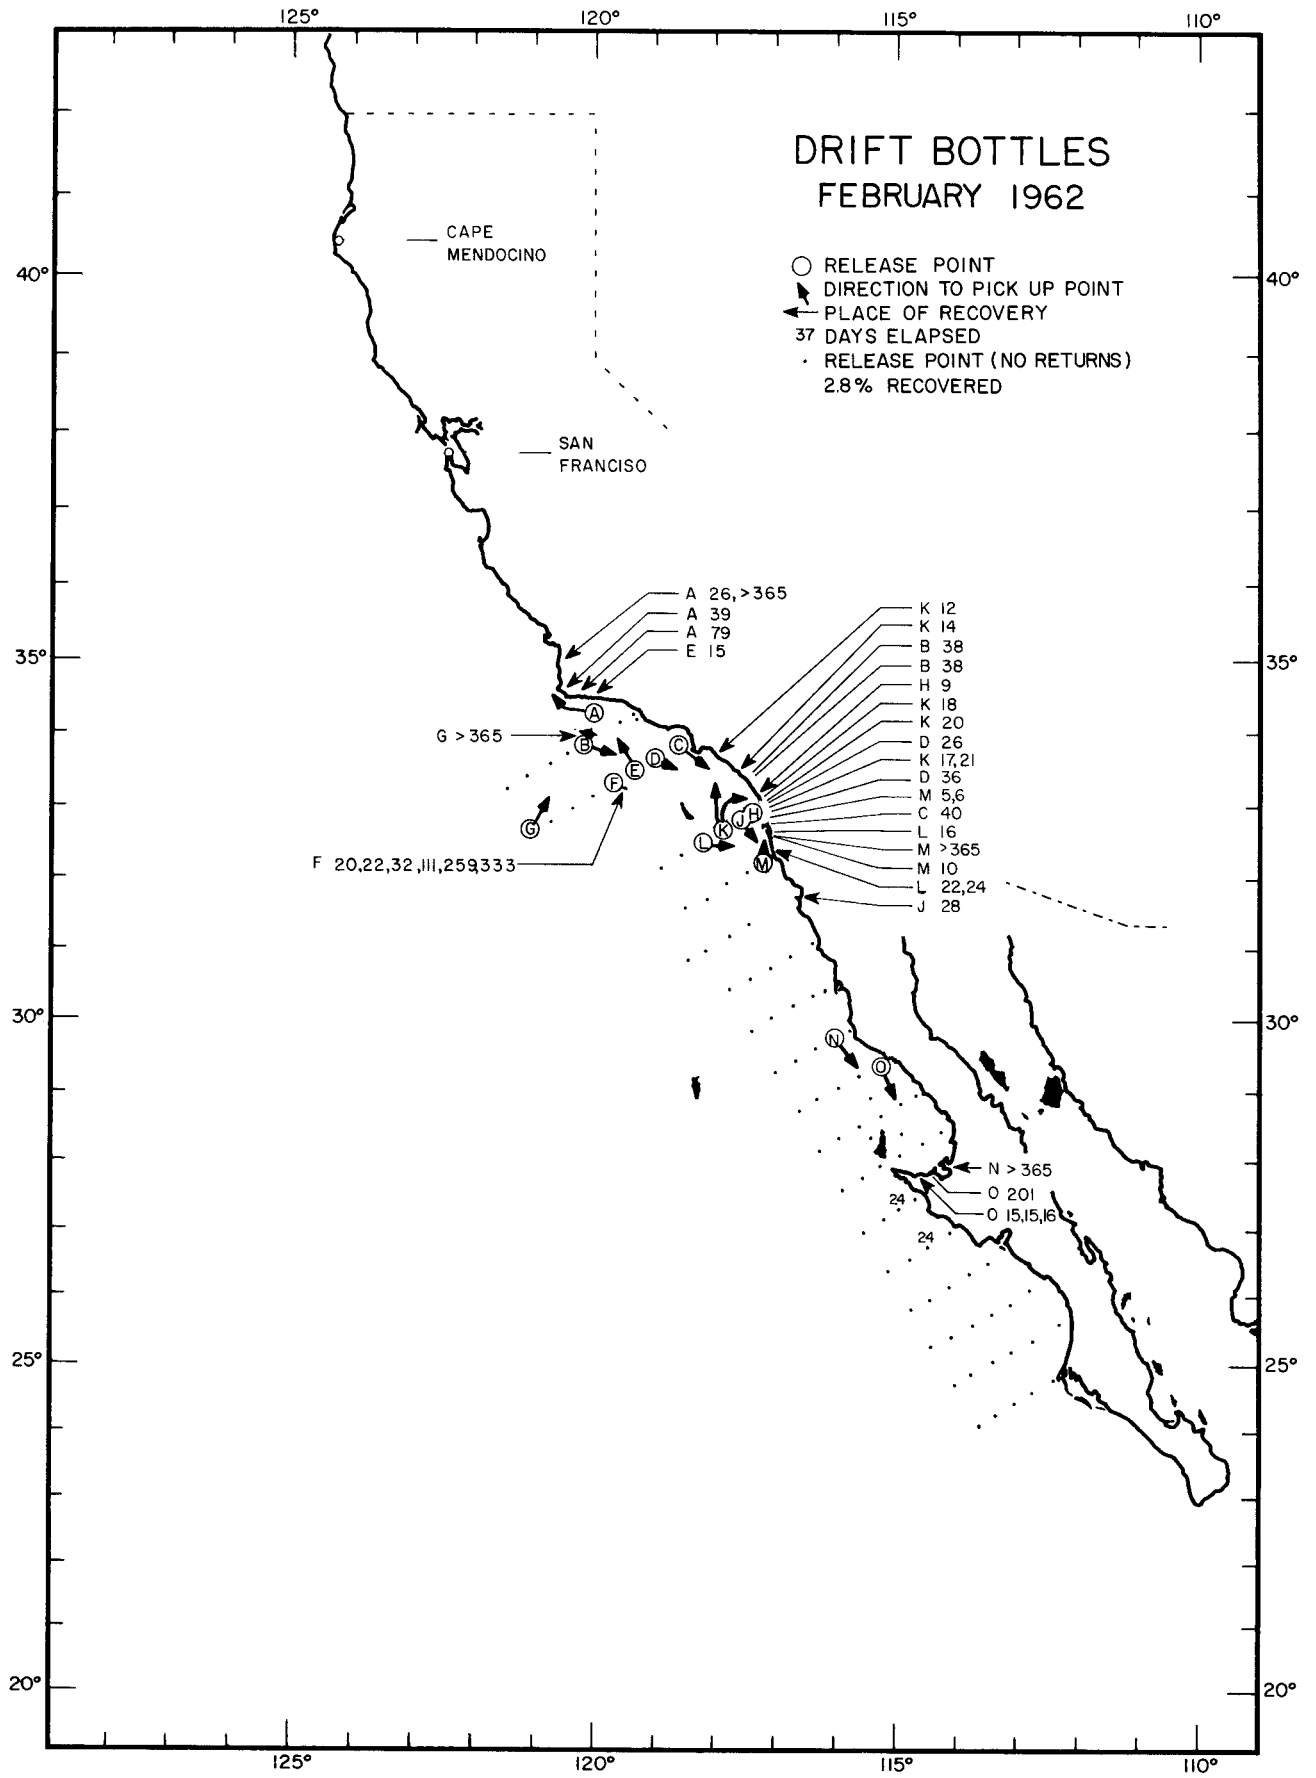 125° 120° 115° 110°
DRIFT BOTTLES
FEBRUARY 1962
CAPE
MENDOCINO
RELEASE POINT
DIRECTION TO PICK UP POINT
PLACE OF RECOVERY
37 DAYS ELAPSED
RELEASE POINT (NO RETURNS)
2.8% RECOVERED
40° 40°
SAN
FRANCISO
A 26, >365
A 39
A 79
E 15
K 12
K 14
B 38
B 38
H 9
K 18
K 20
D 26
K 17,21
D 36
M 5,6
C 40
L 16
M >365
M 10
L 22,24
J 28
35° 35°
G >365
A
B
C
D
E
F
G
H
J
K
L
M
F 20,22,32,111,259,333
30° 30°
N
O
N >365
O 201
O 15,15,16
24
24
25° 25°
20° 20°
125° 120° 115° 110°